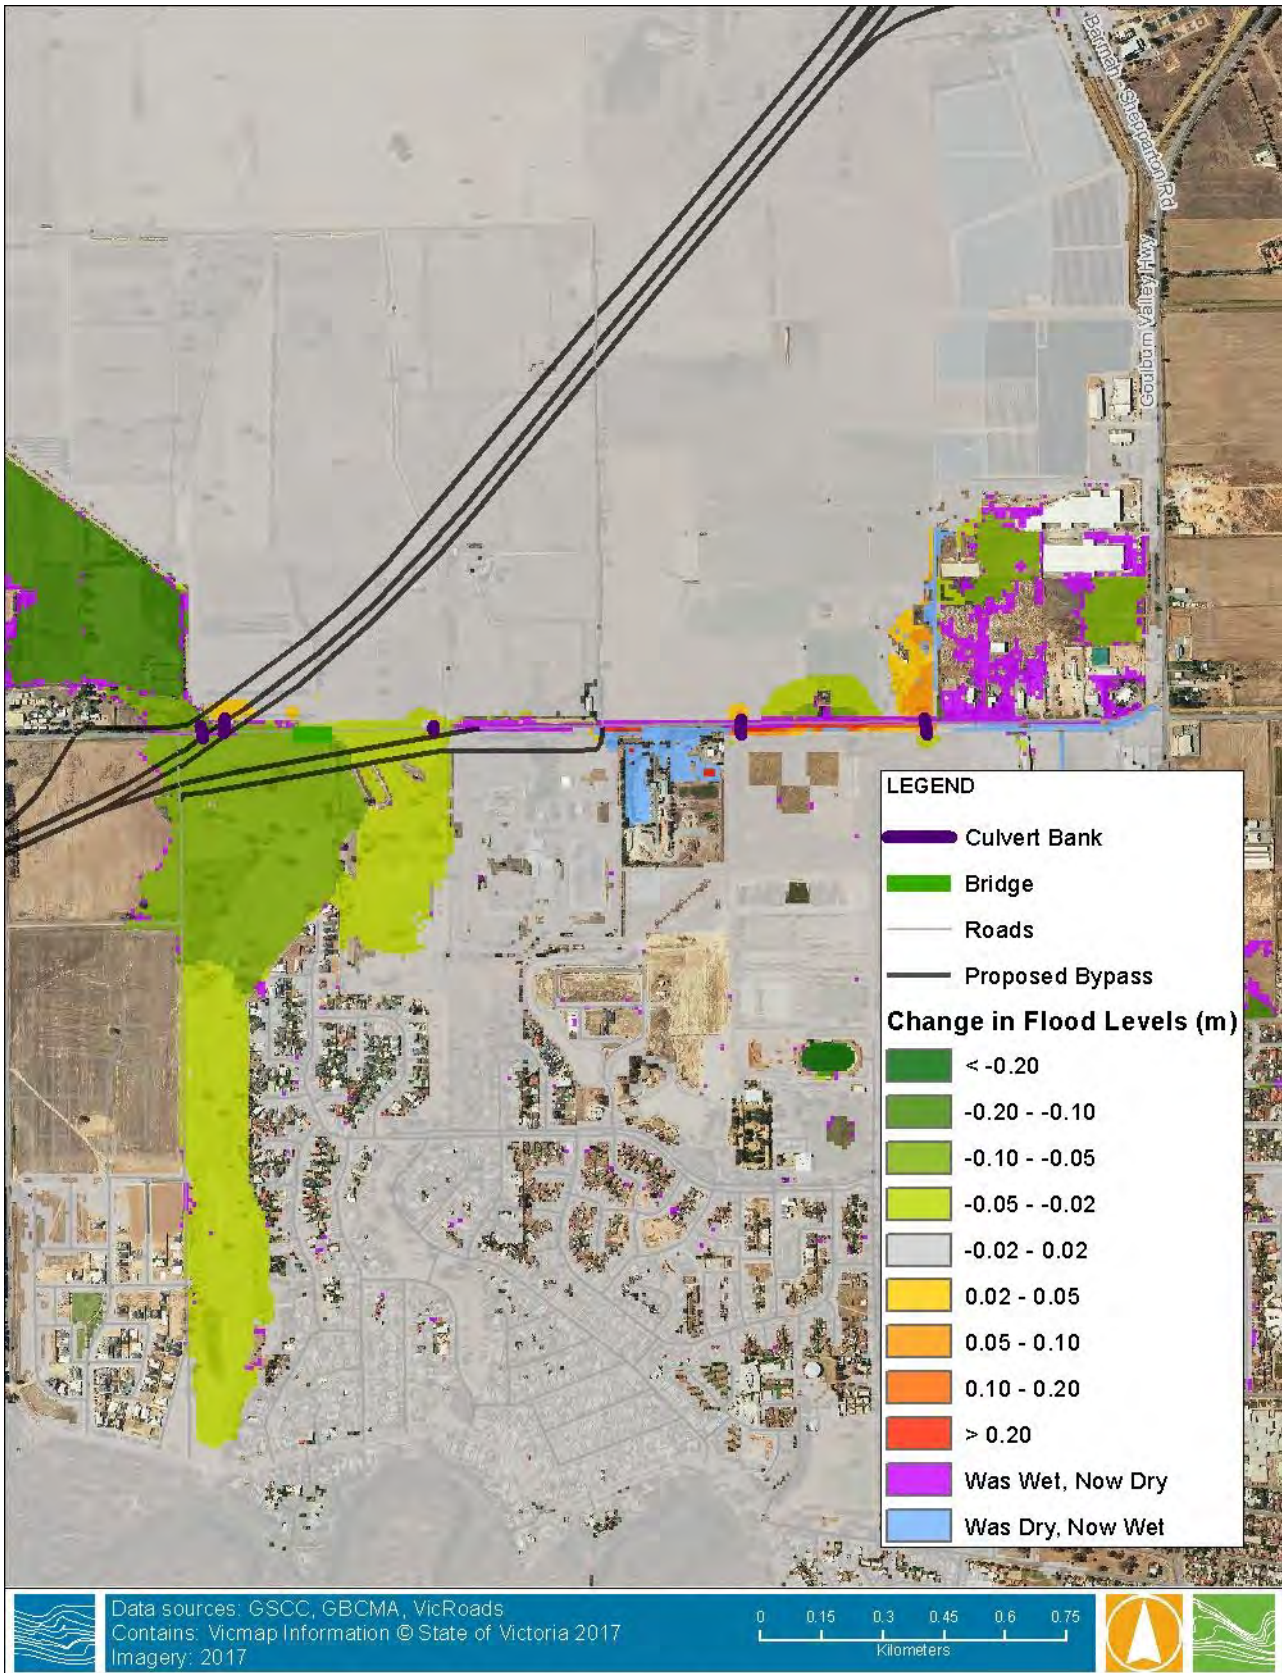 Barmah - Shepparton Rd
Goulburn Valley Hwy
LEGEND
Culvert Bank
Bridge
Roads
Proposed Bypass
Change in Flood Levels (m)
< -0.20
-0.20 - -0.10
-0.10 - -0.05
-0.05 - -0.02
-0.02 - 0.02
0.02 - 0.05
0.05 - 0.10
0.10 - 0.20
> 0.20
Was Wet, Now Dry
Was Dry, Now Wet
Data sources: GSCC, GBCMA, VicRoads
Contains: Vicmap Information © State of Victoria 2017
Imagery: 2017
0 0.15 0.3 0.45 0.6 0.75
Kilometers